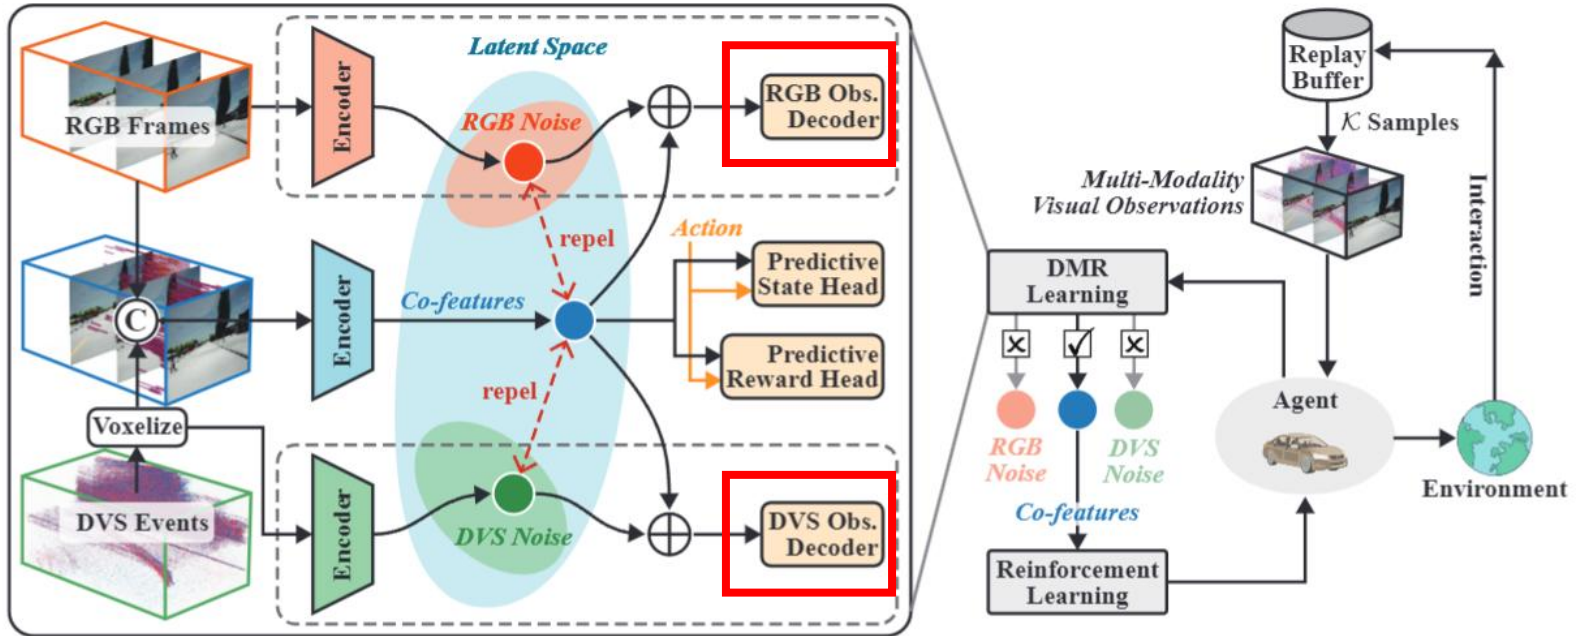 Latent Space
RGB Frames
Encoder
RGB Noise
RGB Obs.
Decoder
repel
Action
C
Encoder
Co-features
Predictive
State Head
Predictive
Reward Head
repel
Voxelize
DVS Events
Encoder
DVS Noise
DVS Obs.
Decoder
Replay
Buffer
K Samples
Multi-Modality
Visual Observations
Interaction
DMR
Learning
RGB
Noise
DVS
Noise
Co-features
Agent
Environment
Reinforcement
Learning